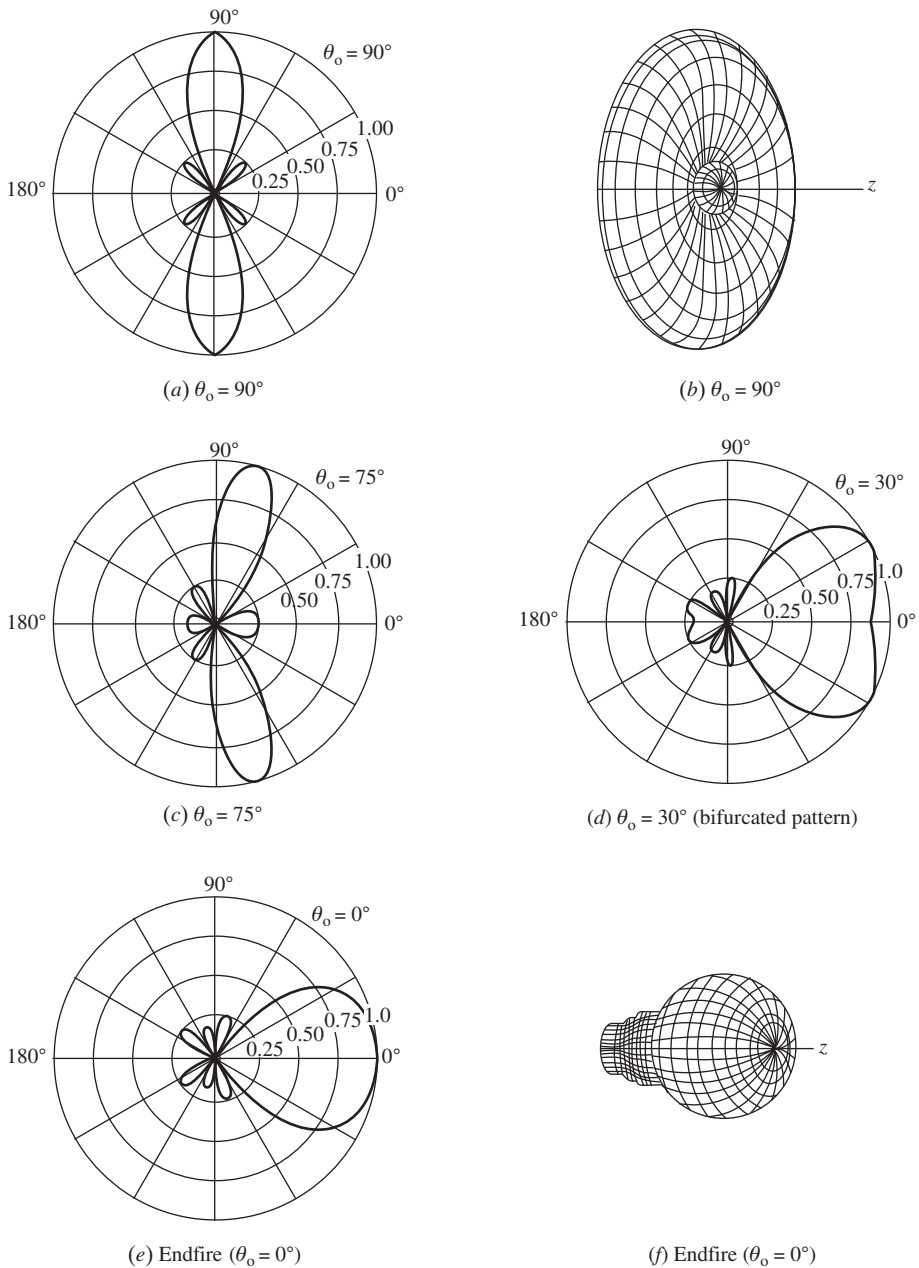 90°
θo = 90°
1.00
0.75
0.50
0.25
180°
0°
(a) θo = 90°
z
(b) θo = 90°
90°
θo = 75°
1.00
0.75
0.50
180°
0°
(c) θo = 75°
90°
θo = 30°
1.0
0.75
0.50
0.25
180°
0°
(d) θo = 30° (bifurcated pattern)
90°
θo = 0°
1.0
0.75
0.50
0.25
180°
0°
(e) Endfire (θo = 0°)
z
(f) Endfire (θo = 0°)